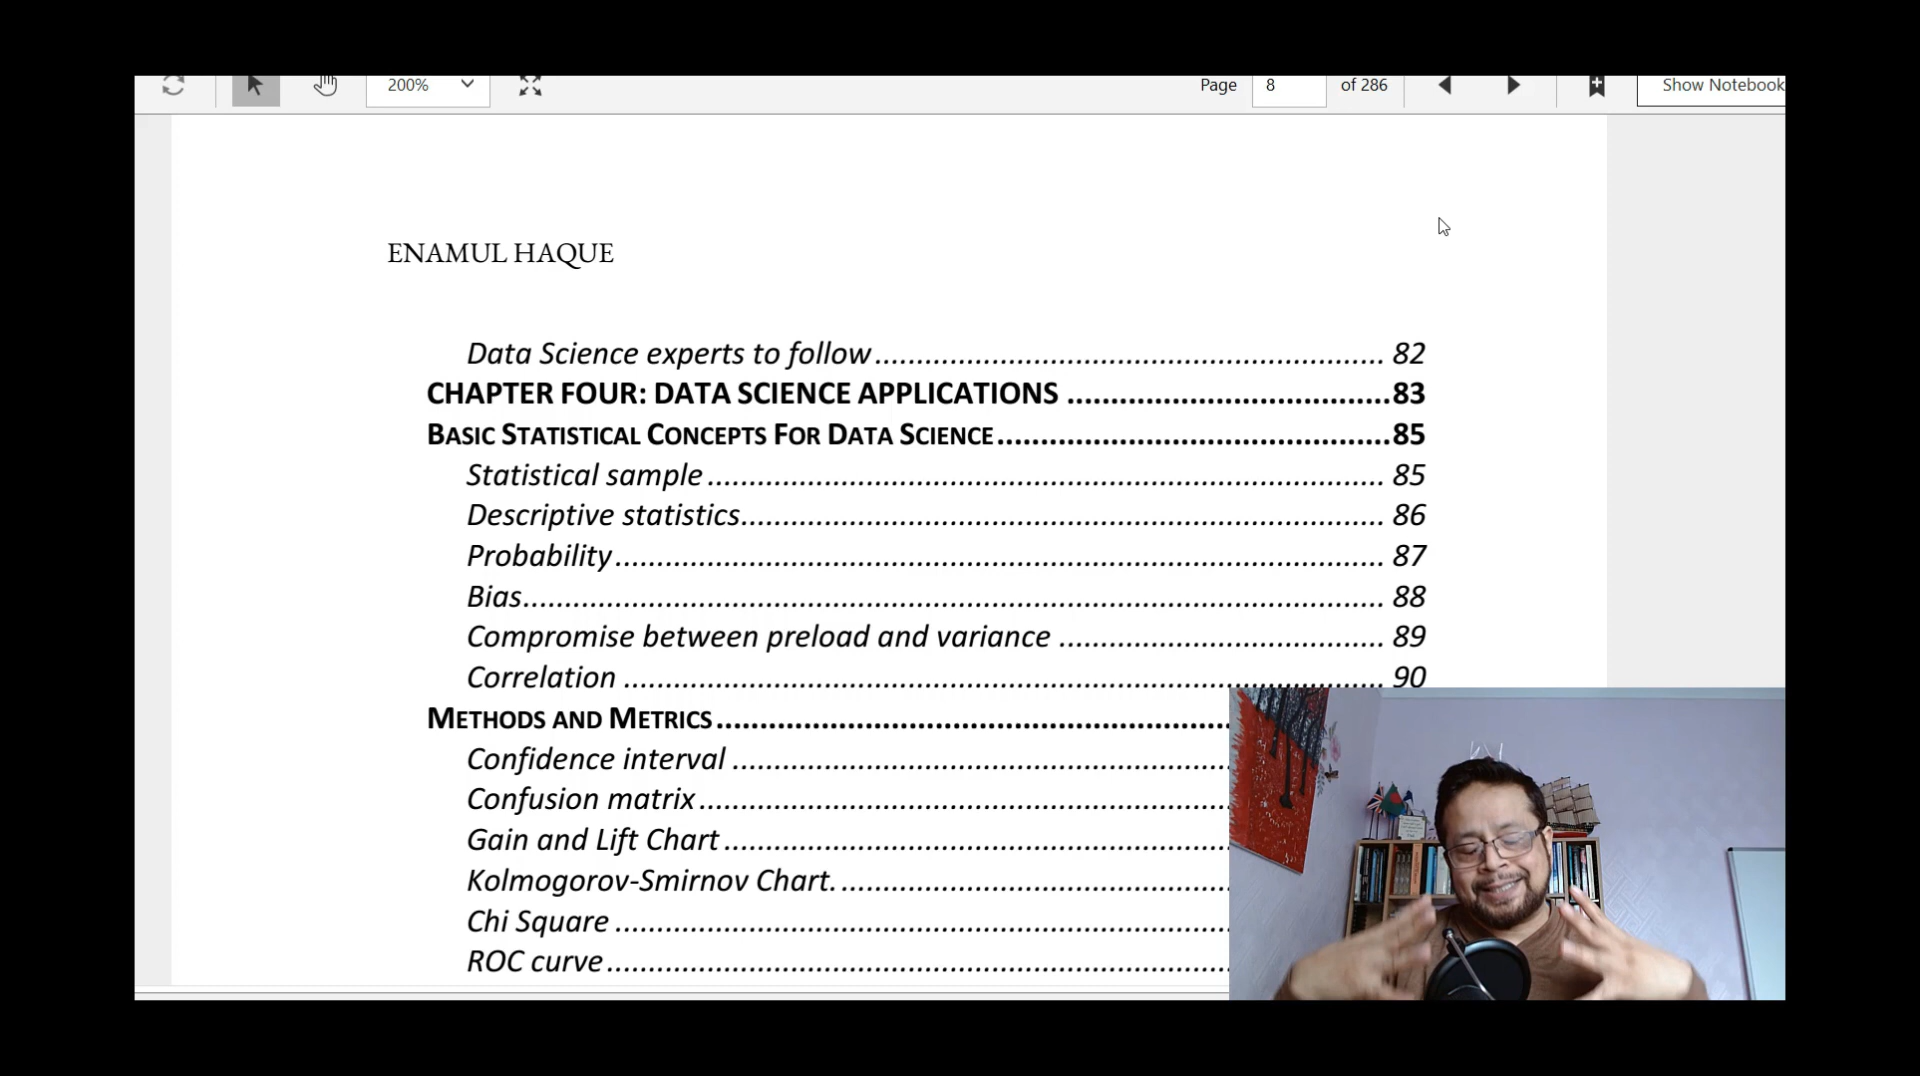 200%
Page 8 of 286
Show Notebook
ENAMUL HAQUE
Data Science experts to follow................................................................ 82
CHAPTER FOUR: DATA SCIENCE APPLICATIONS .....................................83
BASIC STATISTICAL CONCEPTS FOR DATA SCIENCE.............................................85
Statistical sample ................................................................................ 85
Descriptive statistics............................................................................. 86
Probability ........................................................................................... 87
Bias...................................................................................................... 88
Compromise between preload and variance ....................................... 89
Correlation .......................................................................................... 90
METHODS AND METRICS...........................................................
Confidence interval ..........................................................
Confusion matrix..............................................................
Gain and Lift Chart ...........................................................
Kolmogorov-Smirnov Chart. ..............................................
Chi Square ........................................................................
ROC curve.........................................................................